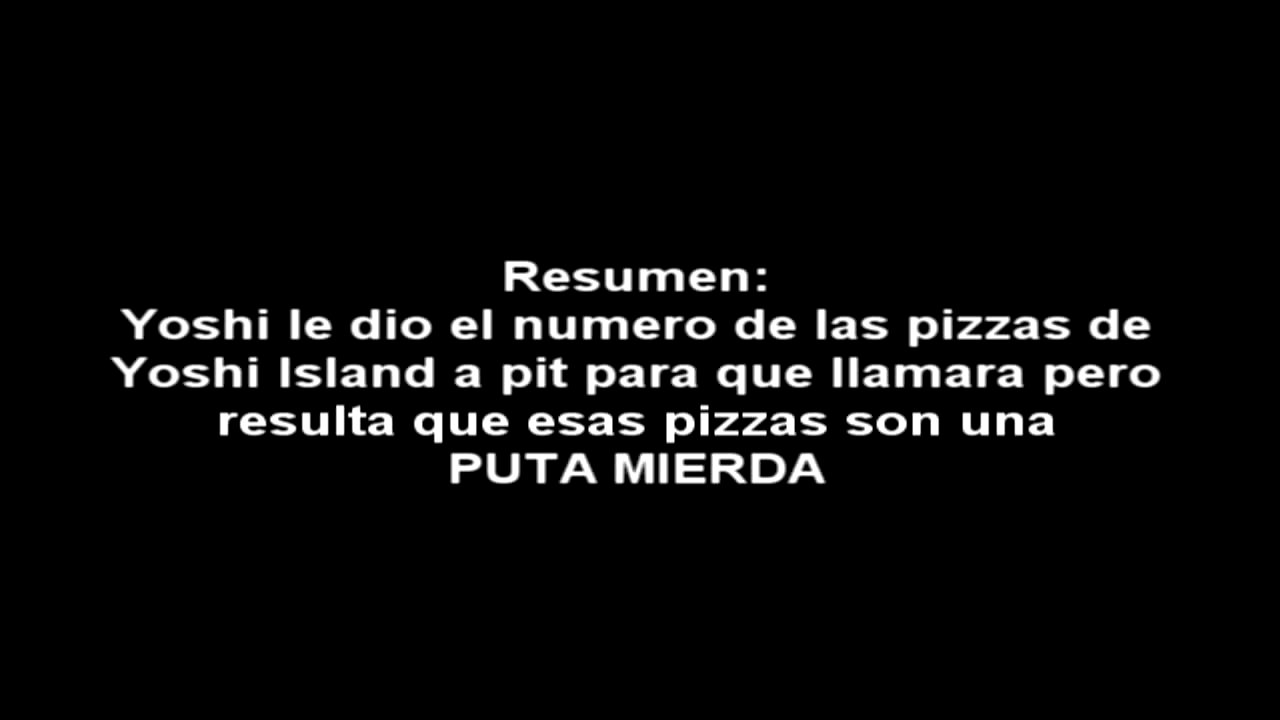 Resumen:
Yoshi le dio el numero de las pizzas de
Yoshi Island a pit para que llamara pero
resulta que esas pizzas son una
PUTA MIERDA